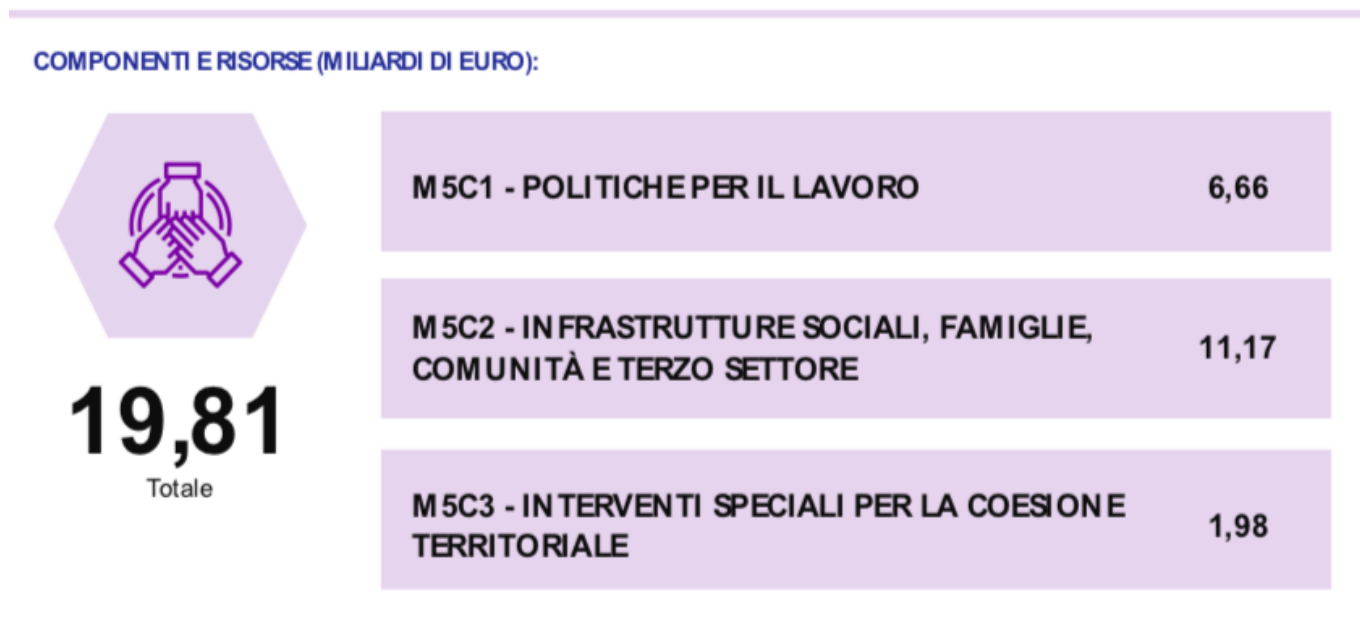 COMPONENTI E RISORSE (MILIARDI DI EURO):
M5C1 - POLITICHE PER IL LAVORO
6,66
M5C2 - INFRASTRUTTURE SOCIALI, FAMIGLIE,
COMUNITÀ E TERZO SETTORE
11,17
19,81
Totale
M5C3 - INTERVENTI SPECIALI PER LA COESIONE
TERRITORIALE
1,98